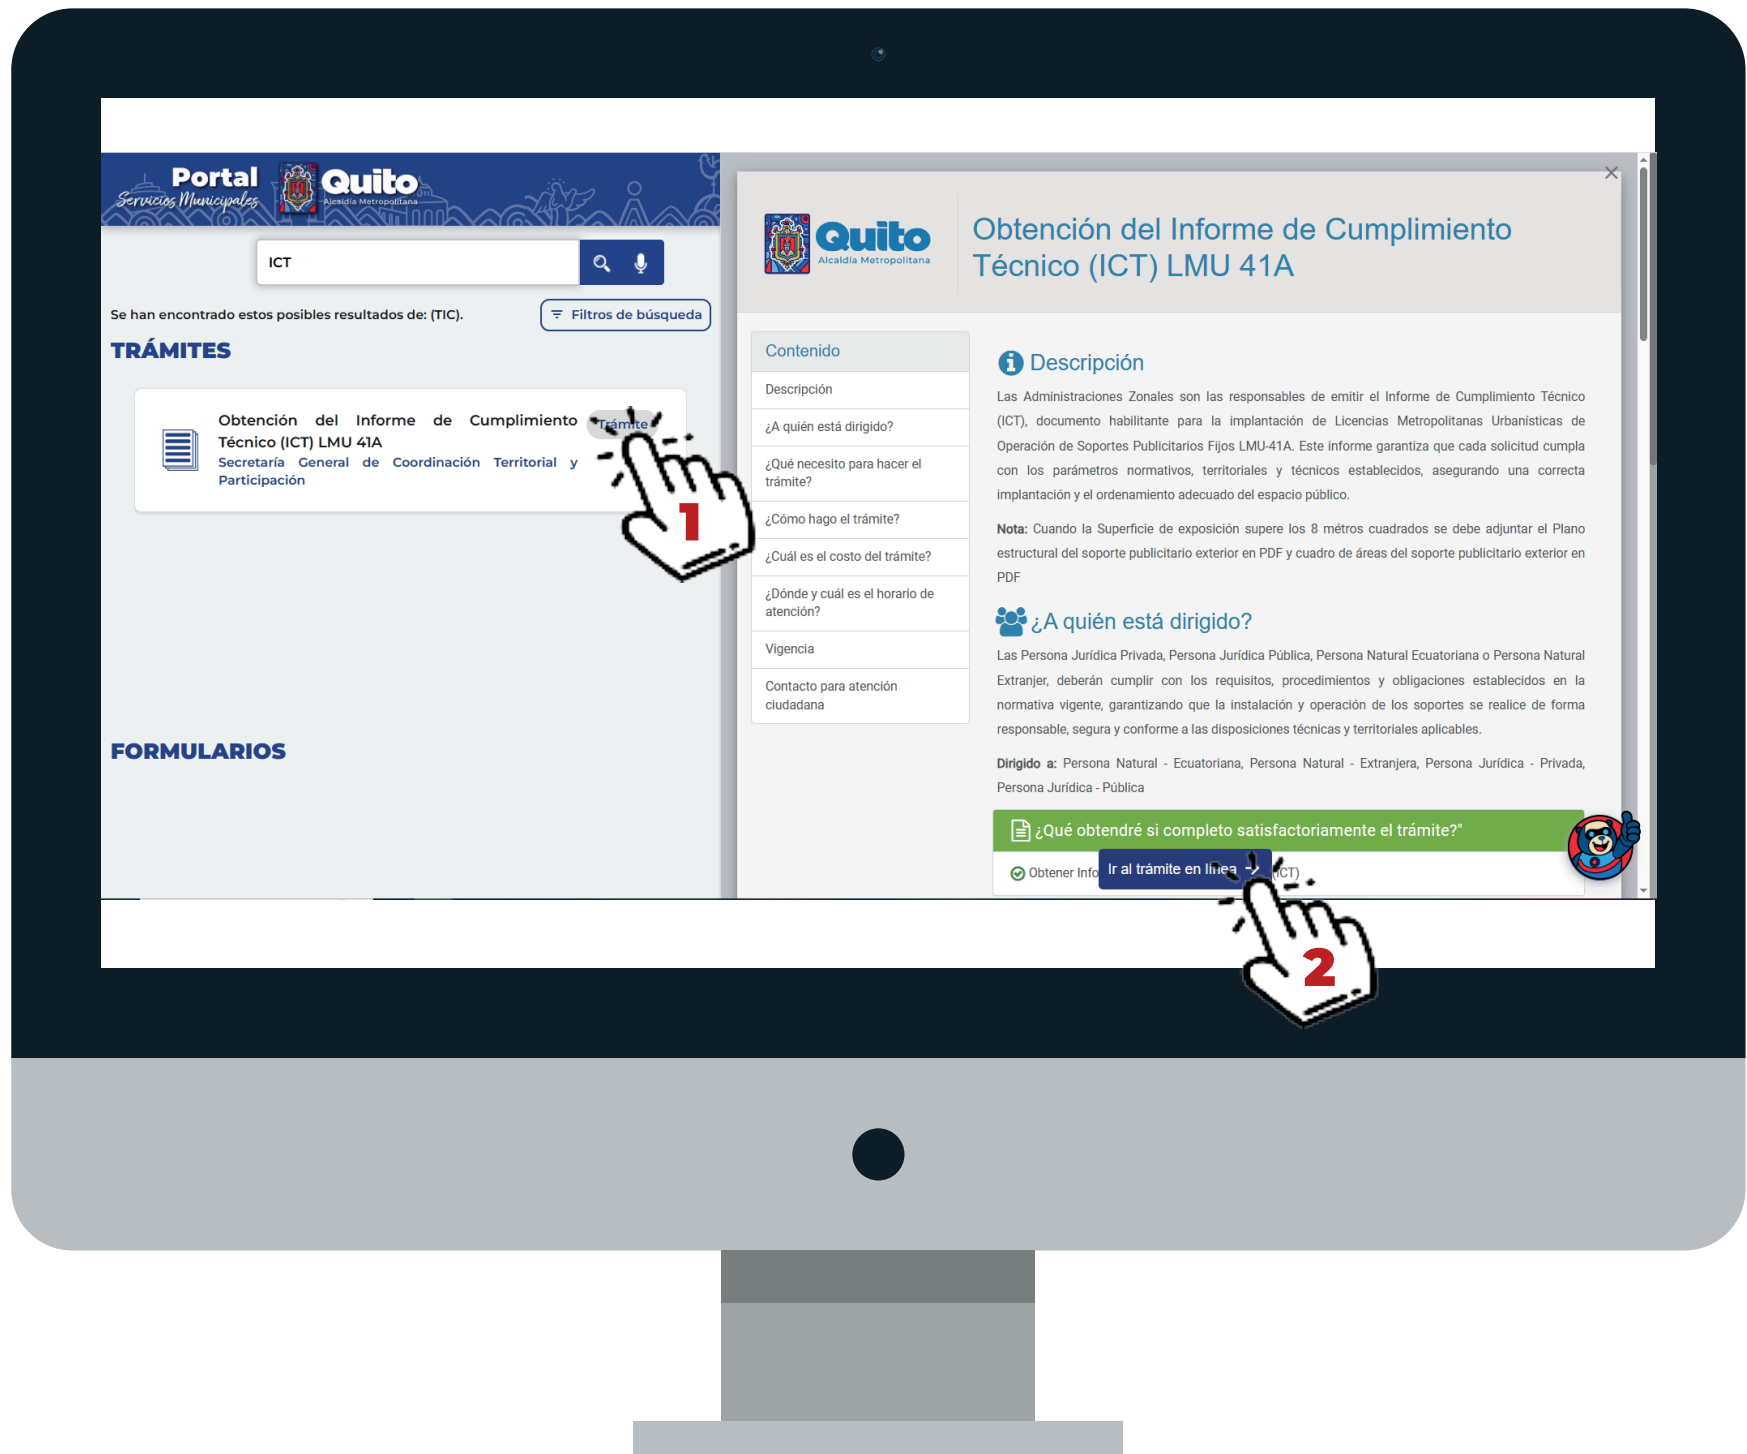 Portal
Servicios Municipales
Quito
Alcaldía Metropolitana
ICT
Se han encontrado estos posibles resultados de: (TIC).
Filtros de búsqueda
TRÁMITES
Obtención del Informe de Cumplimiento
Técnico (ICT) LMU 41A
Secretaría General de Coordinación Territorial y
Participación
Trámite
1
FORMULARIOS
Quito
Alcaldía Metropolitana
Obtención del Informe de Cumplimiento
Técnico (ICT) LMU 41A
Contenido
Descripción
¿A quién está dirigido?
¿Qué necesito para hacer el
trámite?
¿Cómo hago el trámite?
¿Cuál es el costo del trámite?
¿Dónde y cuál es el horario de
atención?
Vigencia
Contacto para atención
ciudadana
Descripción
Las Administraciones Zonales son las responsables de emitir el Informe de Cumplimiento Técnico
(ICT), documento habilitante para la implantación de Licencias Metropolitanas Urbanísticas de
Operación de Soportes Publicitarios Fijos LMU-41A. Este informe garantiza que cada solicitud cumpla
con los parámetros normativos, territoriales y técnicos establecidos, asegurando una correcta
implantación y el ordenamiento adecuado del espacio público.
Nota: Cuando la Superficie de exposición supere los 8 métros cuadrados se debe adjuntar el Plano
estructural del soporte publicitario exterior en PDF y cuadro de áreas del soporte publicitario exterior en
PDF
¿A quién está dirigido?
Las Persona Jurídica Privada, Persona Jurídica Pública, Persona Natural Ecuatoriana o Persona Natural
Extranjer, deberán cumplir con los requisitos, procedimientos y obligaciones establecidos en la
normativa vigente, garantizando que la instalación y operación de los soportes se realice de forma
responsable, segura y conforme a las disposiciones técnicas y territoriales aplicables.
Dirigido a: Persona Natural - Ecuatoriana, Persona Natural - Extranjera, Persona Jurídica - Privada,
Persona Jurídica - Pública
¿Qué obtendré si completo satisfactoriamente el trámite?"
Obtener Info
Ir al trámite en línea
(ICT)
2